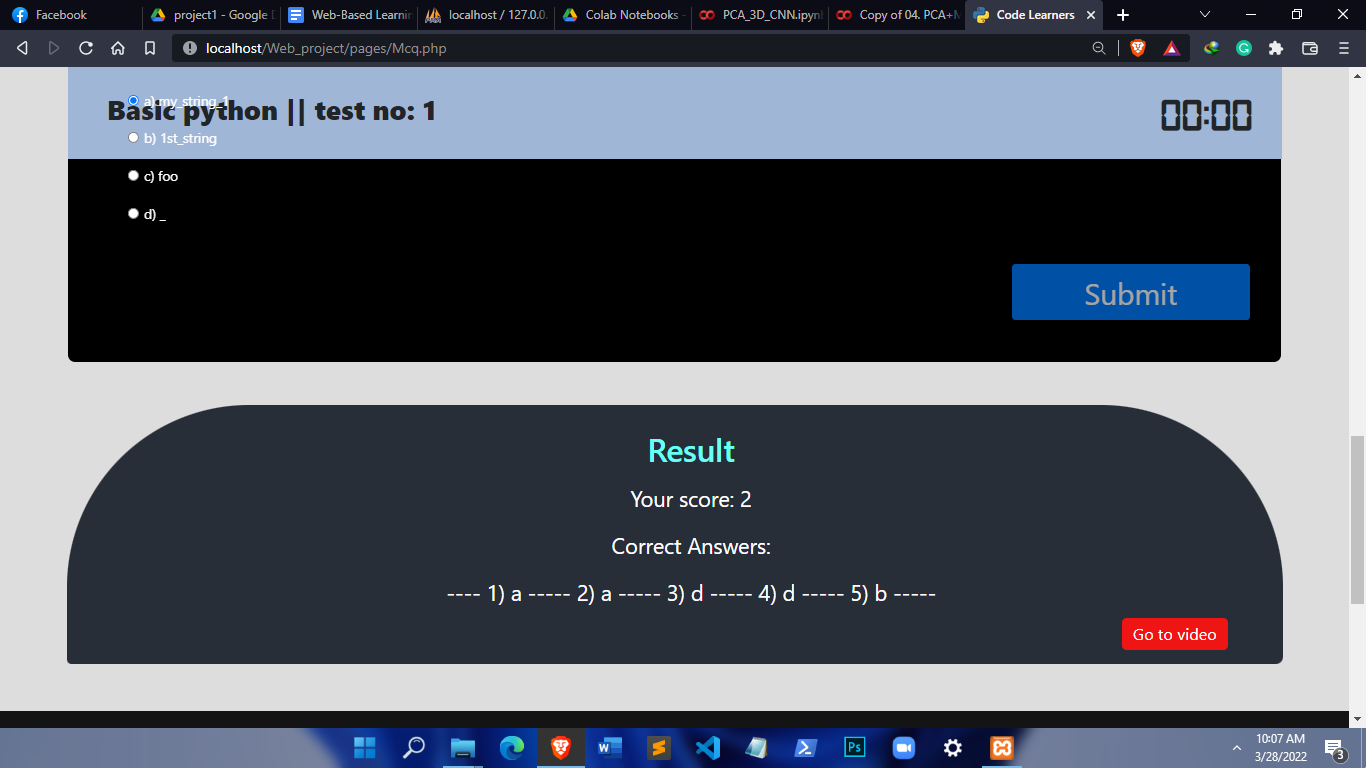 Facebook
project1 - Google D
Web-Based Learnin
localhost / 127.0.0.
Colab Notebooks -
PCA_3D_CNN.ipynb
Copy of 04. PCA+M
Code Learners
localhost/Web_project/pages/Mcq.php
a) my_string_1
Basic python || test no: 1
00:00
b) 1st_string
c) foo
d) _
Submit
Result
Your score: 2
Correct Answers:
---- 1) a ----- 2) a ----- 3) d ----- 4) d ----- 5) b -----
Go to video
10:07 AM
3/28/2022
3